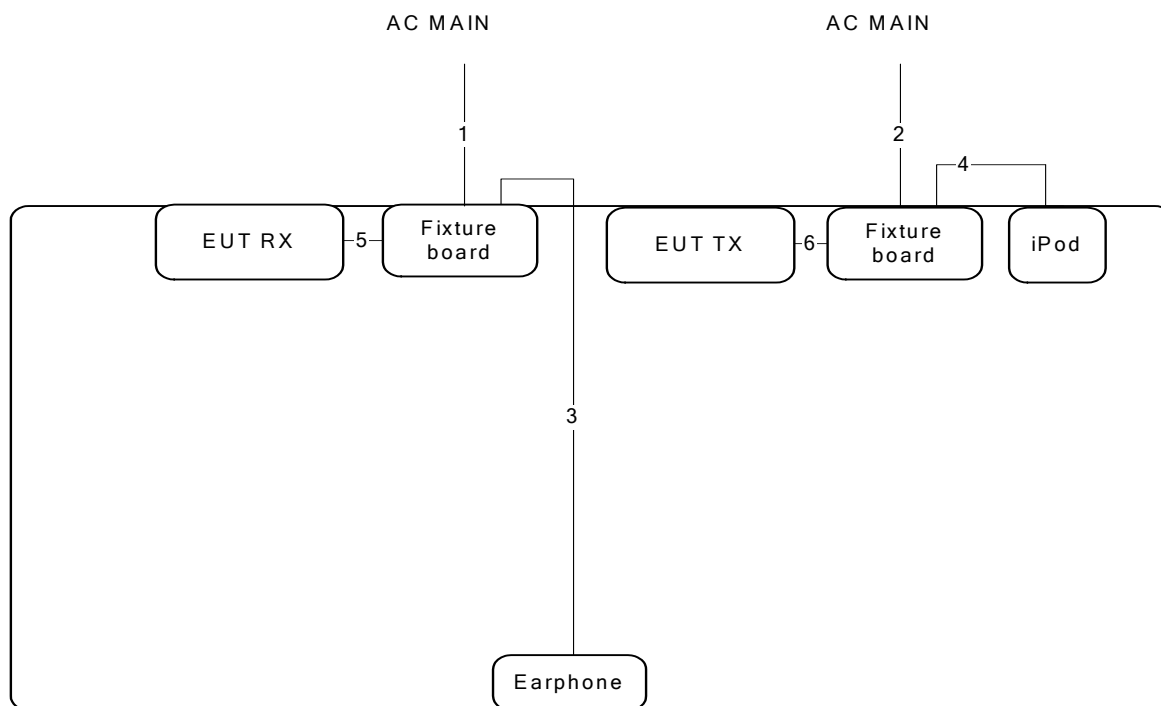 AC MAIN
AC MAIN
1
2
4
EUT RX
5
Fixture
board
EUT TX
6
Fixture
board
iPod
3
Earphone